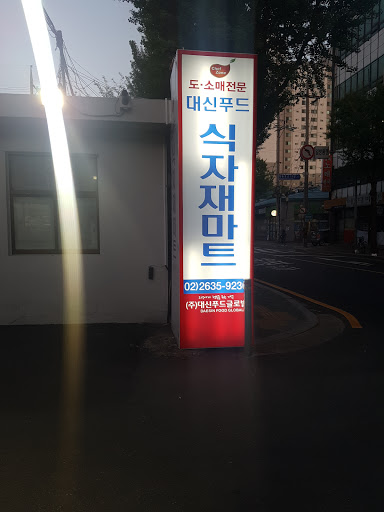 도·소매전문
대신푸드
식자재마트
02)2635-923
(주)대신푸드글로벌
DAESIN FOOD GLOBAL